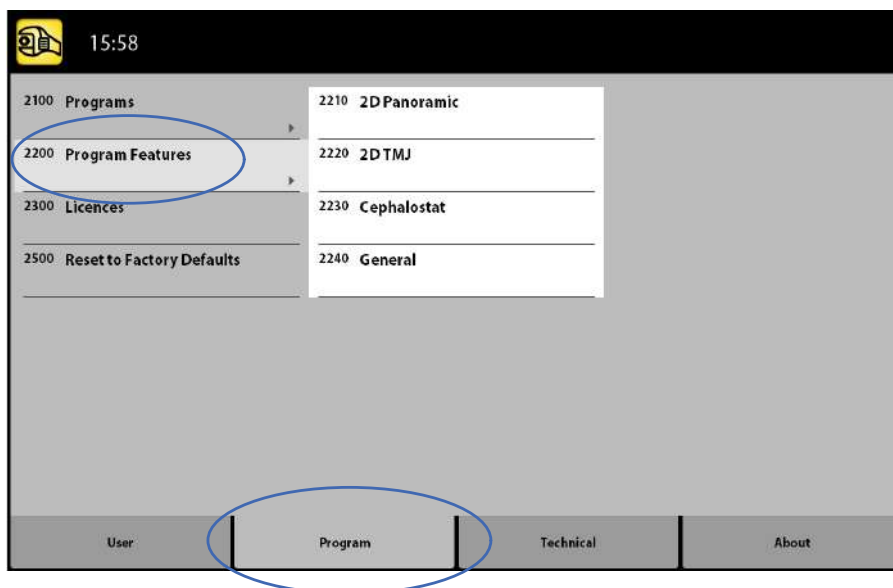 15:58
2100 Programs
2200 Program Features
2300 Licences
2500 Reset to Factory Defaults
2210 2D Panoramic
2220 2D TMJ
2230 Cephalostat
2240 General
User Program Technical About